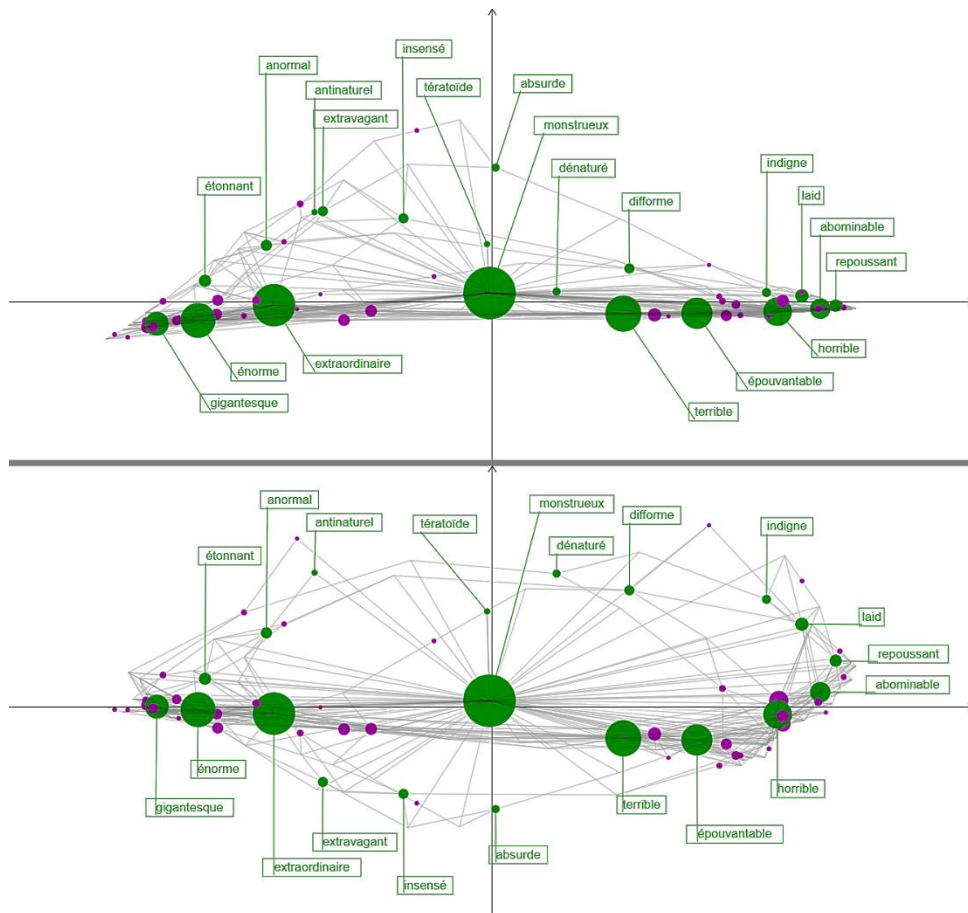 insensé
anormal
tératoïde
absurde
antinaturel
extravagant
monstrueux
dénaturé
indigne
étonnant
difforme
laid
abominable
repoussant
énorme
extraordinaire
horrible
gigantesque
épouvantable
terrible
anormal
monstrueux
difforme
antinaturel
tératoïde
indigne
étonnant
dénaturé
laid
repoussant
abominable
énorme
horrible
gigantesque
terrible
épouvantable
extravagant
absurde
extraordinaire
insensé